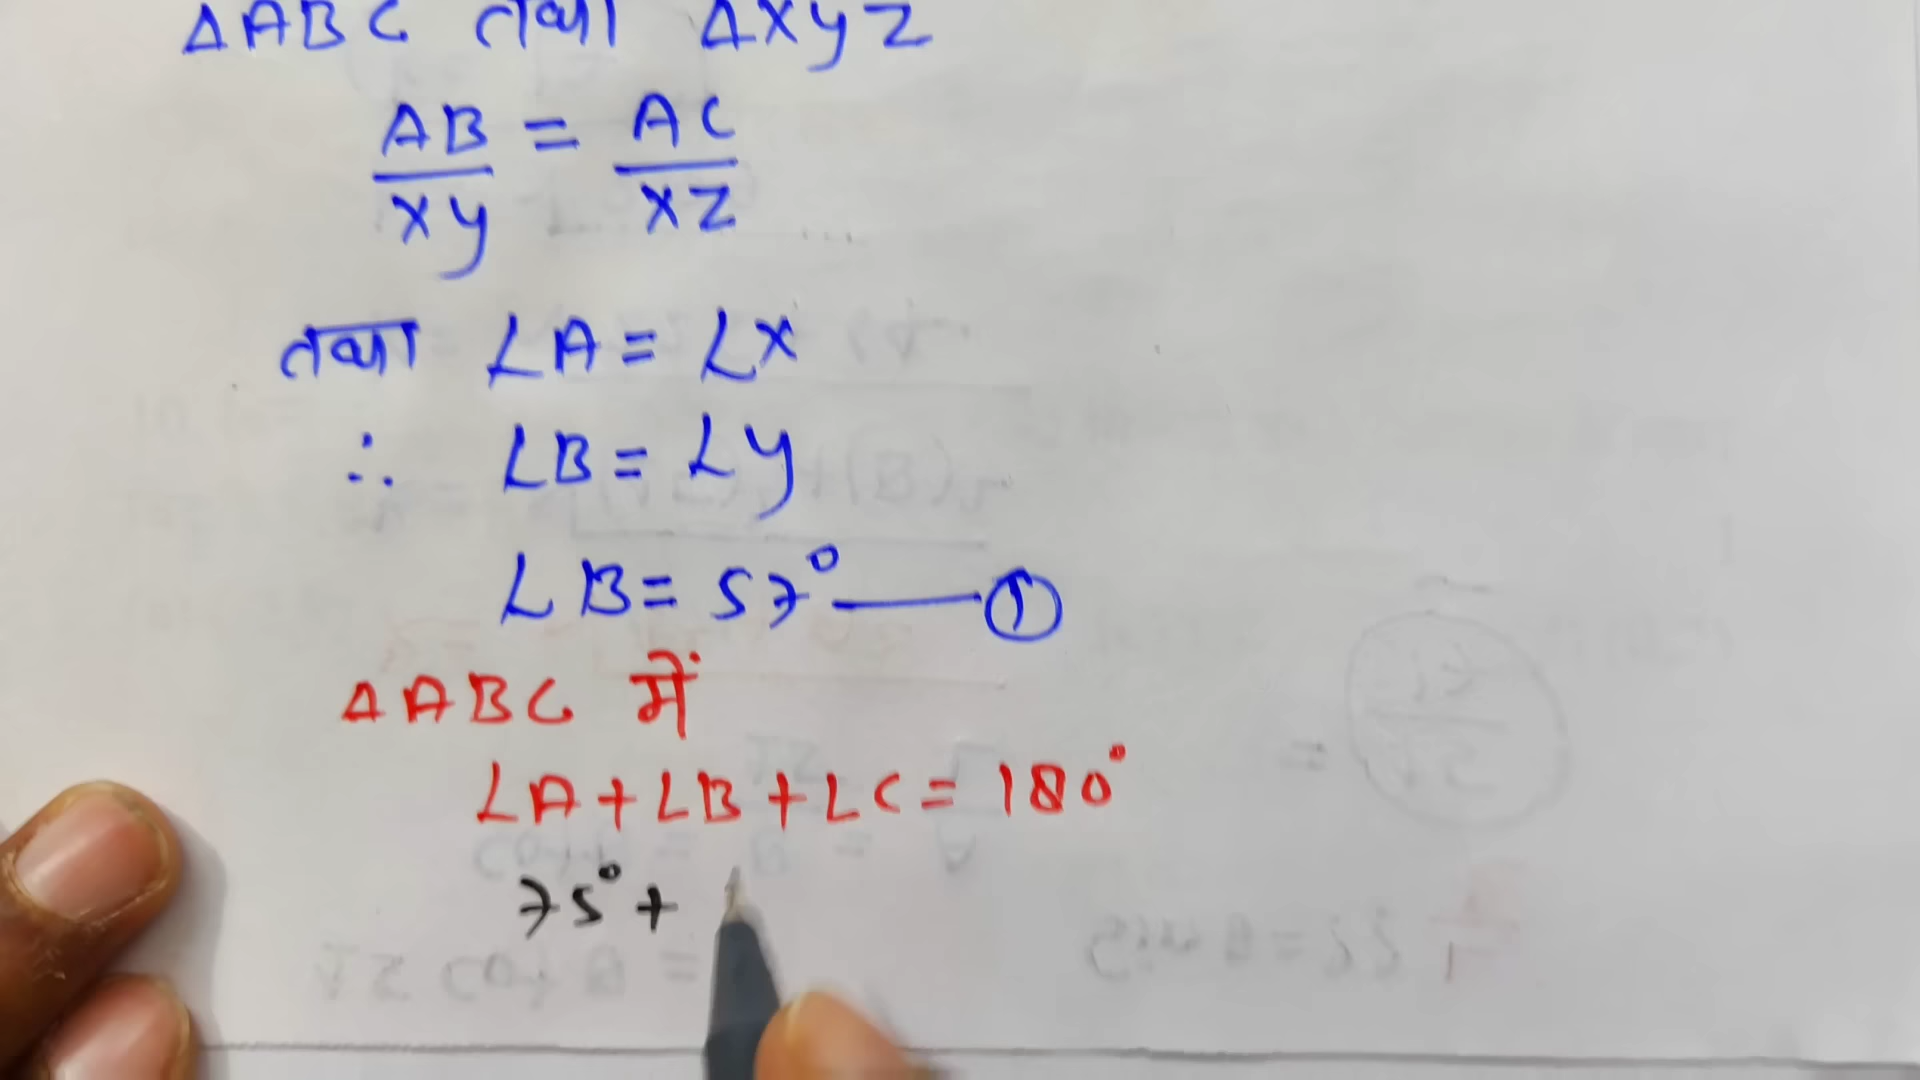 ΔABC तथा ΔXYZ
AB/XY = AC/XZ
तथा ∠A = ∠X
∴ ∠B = ∠Y
∠B = 57° — ①
ΔABC में
∠A + ∠B + ∠C = 180°
75° +